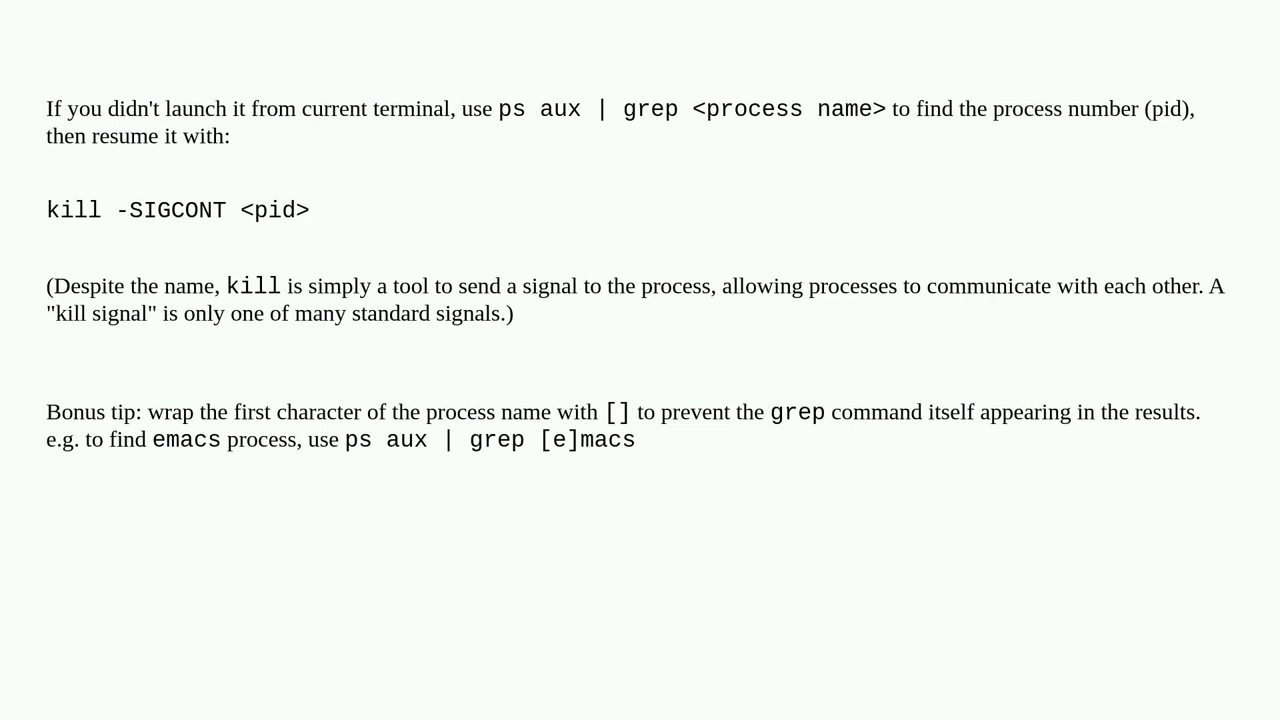 If you didn't launch it from current terminal, use ps aux | grep <process name> to find the process number (pid),
then resume it with:
kill -SIGCONT <pid>
(Despite the name, kill is simply a tool to send a signal to the process, allowing processes to communicate with each other. A
"kill signal" is only one of many standard signals.)
Bonus tip: wrap the first character of the process name with [] to prevent the grep command itself appearing in the results.
e.g. to find emacs process, use ps aux | grep [e]macs